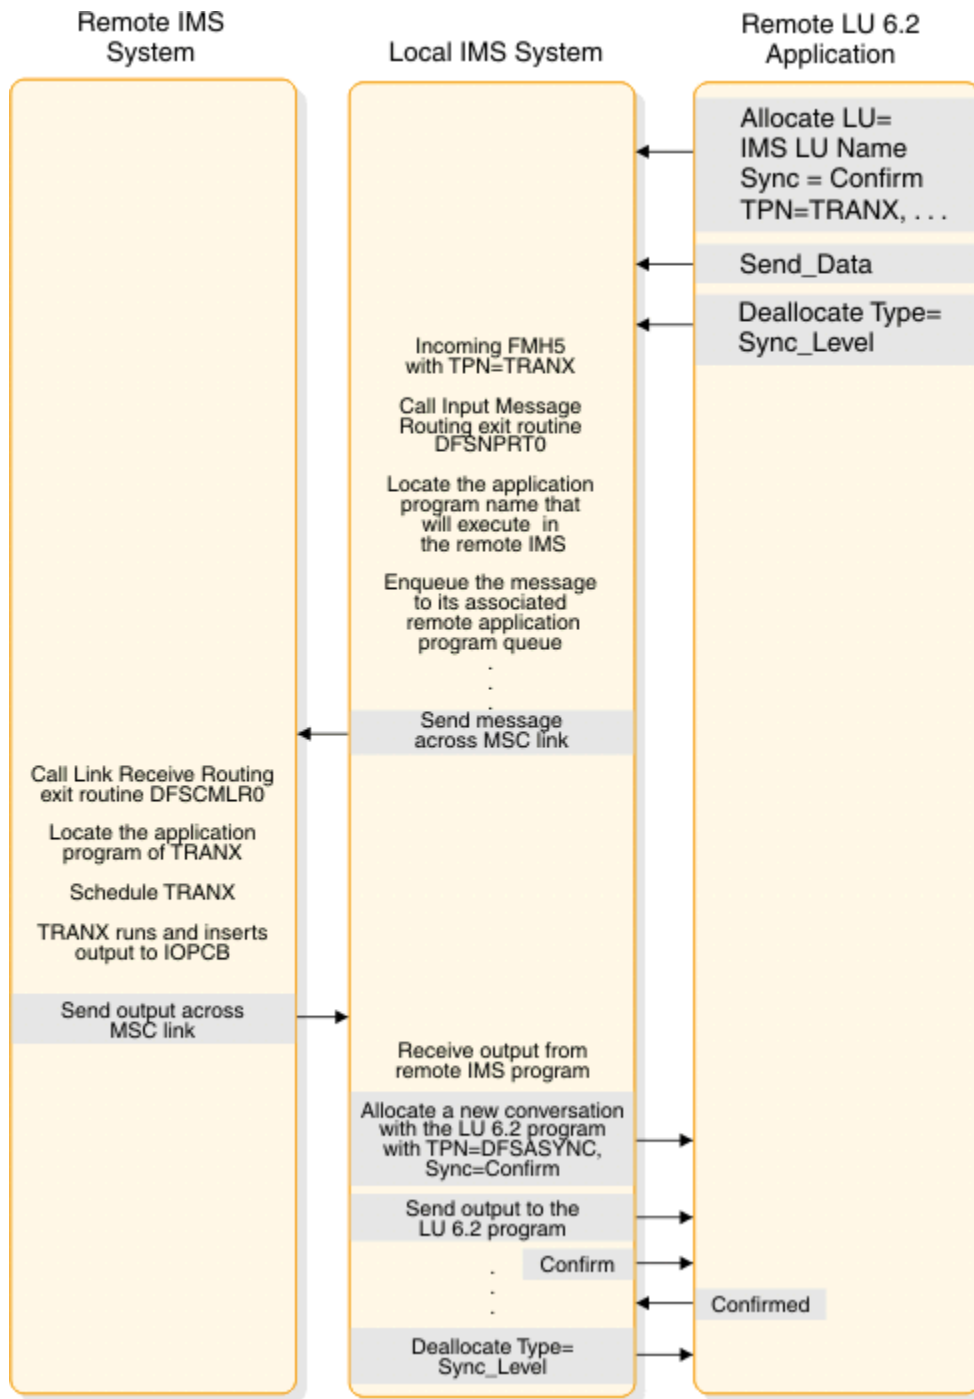 Remote IMS
System
Local IMS System
Remote LU 6.2
Application
Allocate LU=
IMS LU Name
Sync = Confirm
TPN=TRANX, . . .
Send_Data
Deallocate Type=
Sync_Level
Incoming FMH5
with TPN=TRANX
Call Input Message
Routing exit routine
DFSNPRT0
Locate the application
program name that
will execute in
the remote IMS
Enqueue the message
to its associated
remote application
program queue
.
.
.
Send message
across MSC link
Call Link Receive Routing
exit routine DFSCMLR0
Locate the application
program of TRANX
Schedule TRANX
TRANX runs and inserts
output to IOPCB
Send output across
MSC link
Receive output from
remote IMS program
Allocate a new conversation
with the LU 6.2 program
with TPN=DFSASYNC,
Sync=Confirm
Send output to the
LU 6.2 program
Confirm
.
.
.
Confirmed
Deallocate Type=
Sync_Level